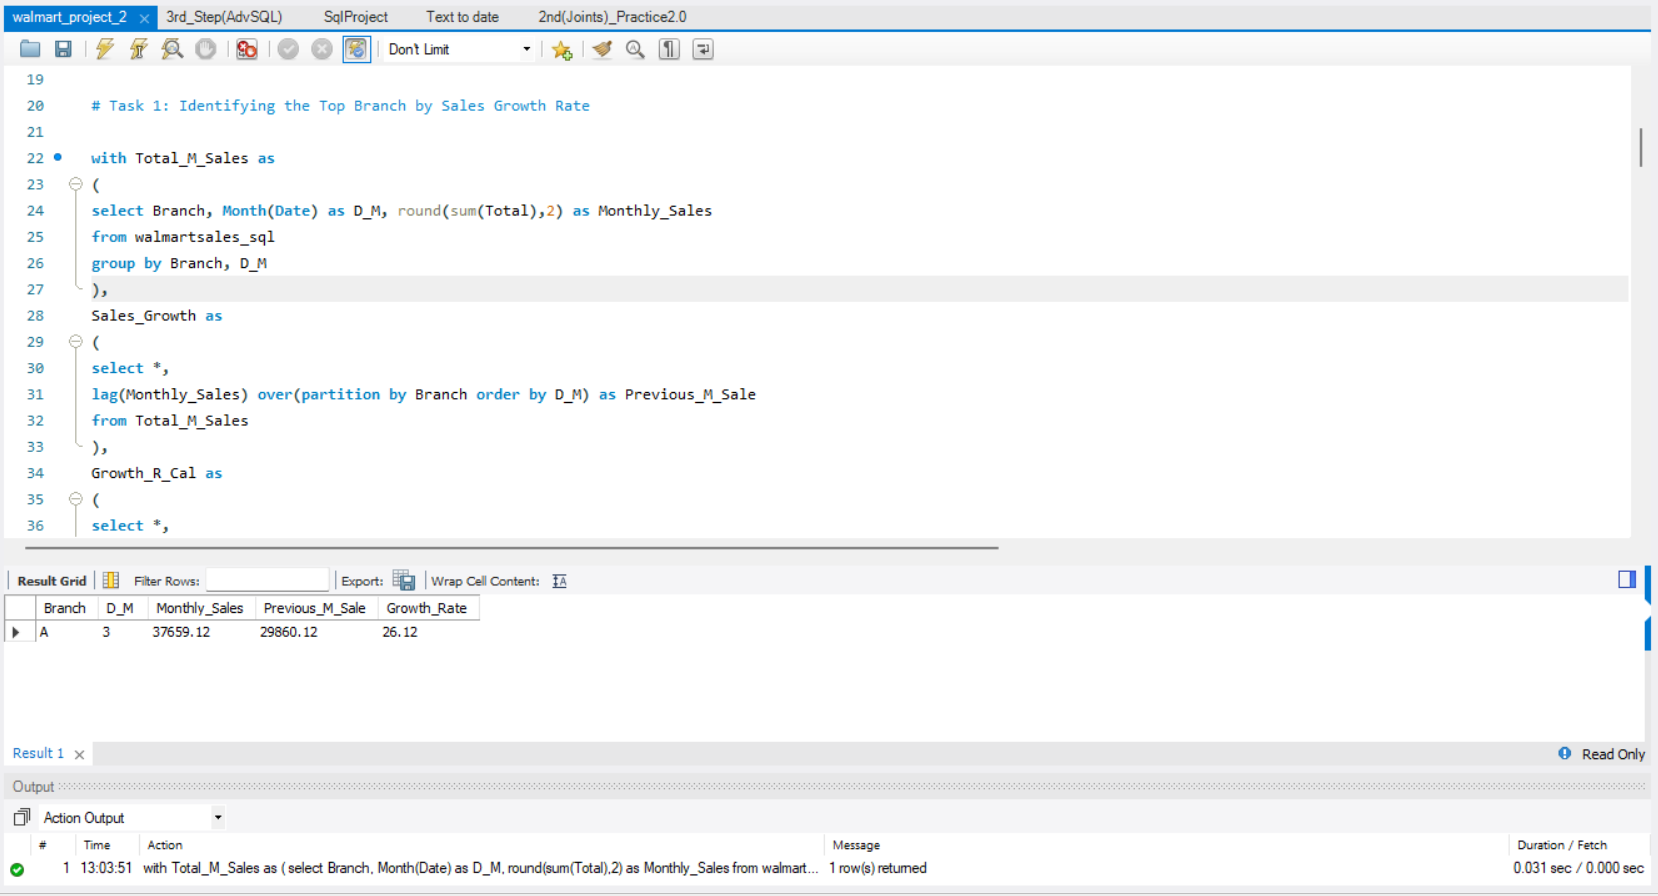 walmart_project_2 × 3rd_Step(AdvSQL) SqlProject Text to date 2nd(Joints)_Practice2.0
Don't Limit
19
20 # Task 1: Identifying the Top Branch by Sales Growth Rate
21
22 with Total_M_Sales as
23 (
24 select Branch, Month(Date) as D_M, round(sum(Total),2) as Monthly_Sales
25 from walmartsales_sql
26 group by Branch, D_M
27 ),
28 Sales_Growth as
29 (
30 select *,
31 lag(Monthly_Sales) over(partition by Branch order by D_M) as Previous_M_Sale
32 from Total_M_Sales
33 ),
34 Growth_R_Cal as
35 (
36 select *,
Result Grid Filter Rows: Export: Wrap Cell Content: IA
Branch D_M Monthly_Sales Previous_M_Sale Growth_Rate
A 3 37659.12 29860.12 26.12
Result 1 × Read Only
Output
Action Output
# Time Action Message Duration / Fetch
1 13:03:51 with Total_M_Sales as ( select Branch, Month(Date) as D_M, round(sum(Total),2) as Monthly_Sales from walmart... 1 row(s) returned 0.031 sec / 0.000 sec